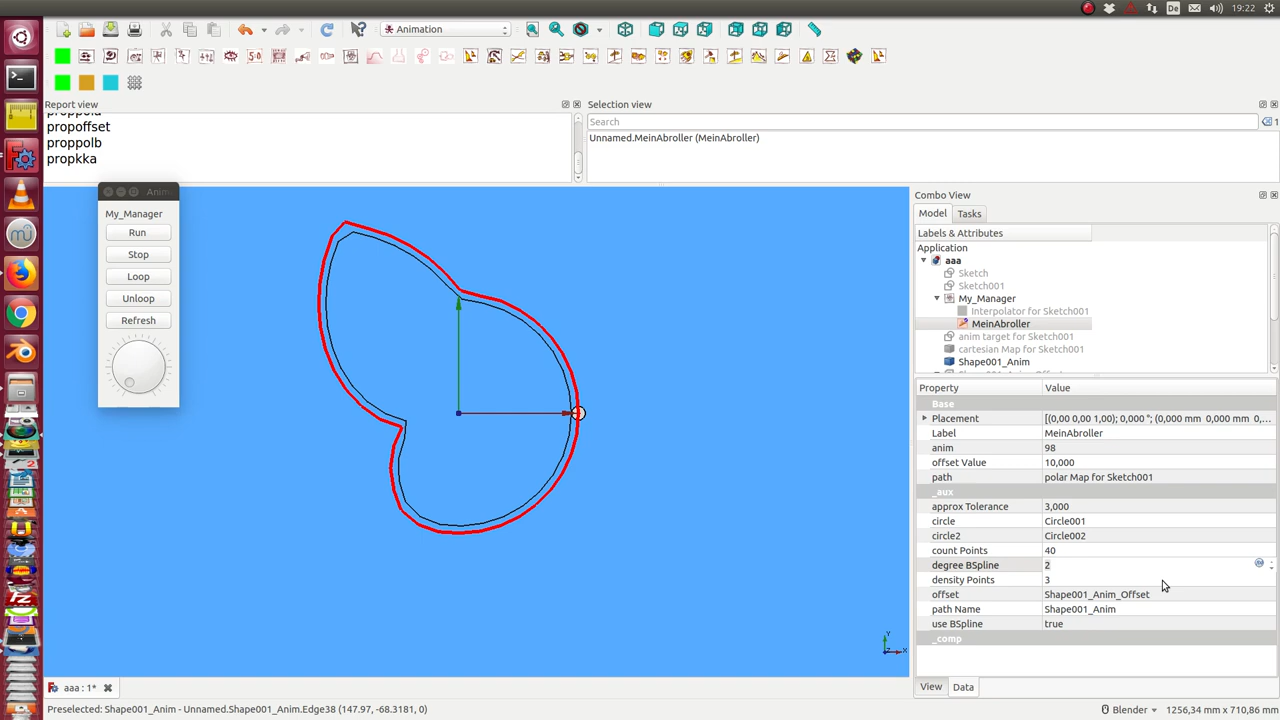 19:22
Animation
Report view
Selection view
proppola
propoffset
proppolb
propkka
Search
1
Unnamed.MeinAbroller (MeinAbroller)
Anim
My_Manager
Run
Stop
Loop
Unloop
Refresh
Combo View
Model Tasks
Labels & Attributes
Application
aaa
Sketch
Sketch001
My_Manager
Interpolator for Sketch001
MeinAbroller
anim target for Sketch001
cartesian Map for Sketch001
Shape001_Anim
Shape001_Anim_Offset
Property Value
Base
Placement [(0,00 0,00 1,00); 0,000 °; (0,000 mm 0,000 mm 0,...
Label MeinAbroller
anim 98
offset Value 10,000
path polar Map for Sketch001
_aux
approx Tolerance 3,000
circle Circle001
circle2 Circle002
count Points 40
degree BSpline 2
density Points 3
offset Shape001_Anim_Offset
path Name Shape001_Anim
use BSpline true
_comp
Y
Z X
View Data
aaa : 1*
Preselected: Shape001_Anim - Unnamed.Shape001_Anim.Edge38 (147.97, -68.3181, 0)
Blender 1256,34 mm x 710,86 mm